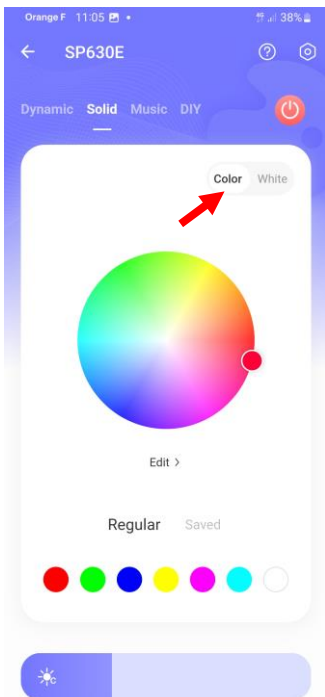 Orange F 11:05 38%
SP630E
Dynamic Solid Music DIY
Color White
Edit >
Regular Saved